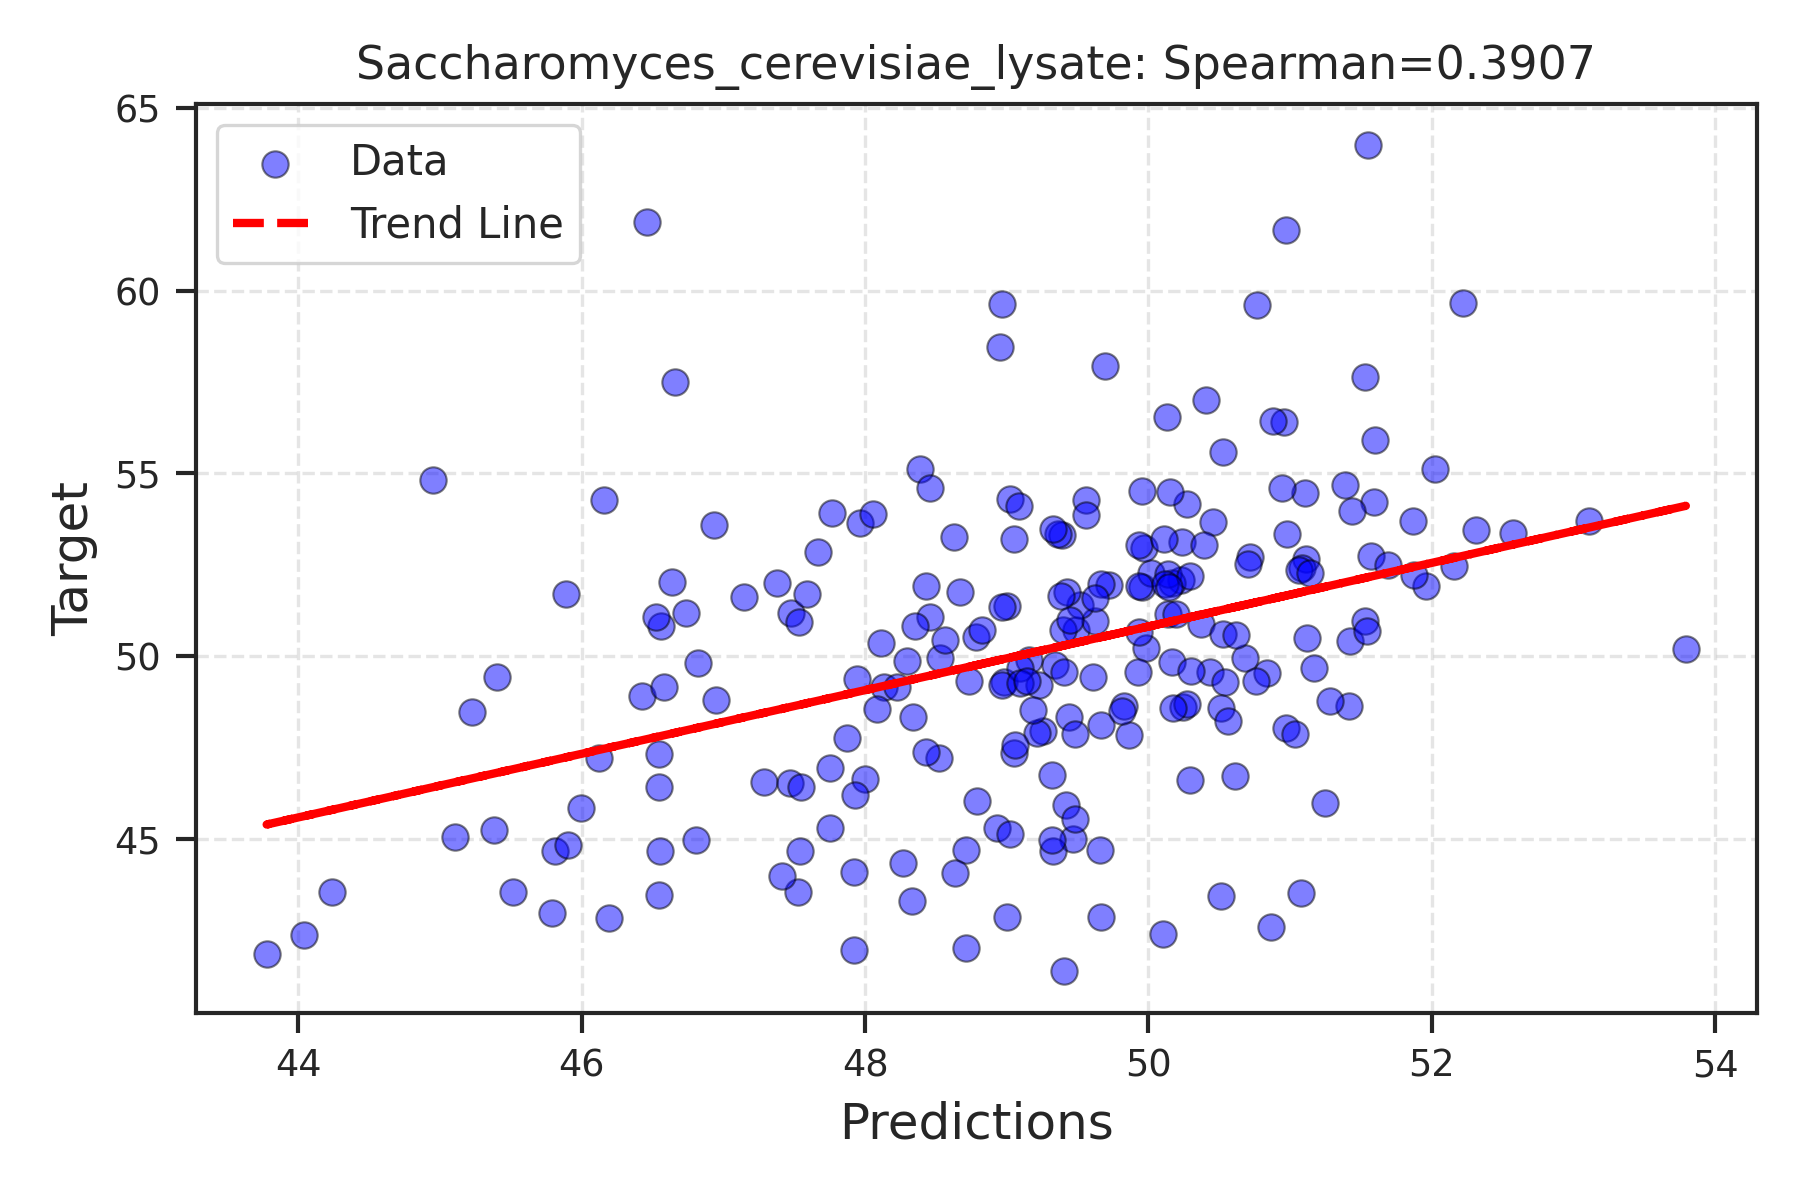 Saccharomyces_cerevisiae_lysate: Spearman=0.3907
Data
Trend Line
65
60
55
50
45
Target
44 46 48 50 52 54
Predictions